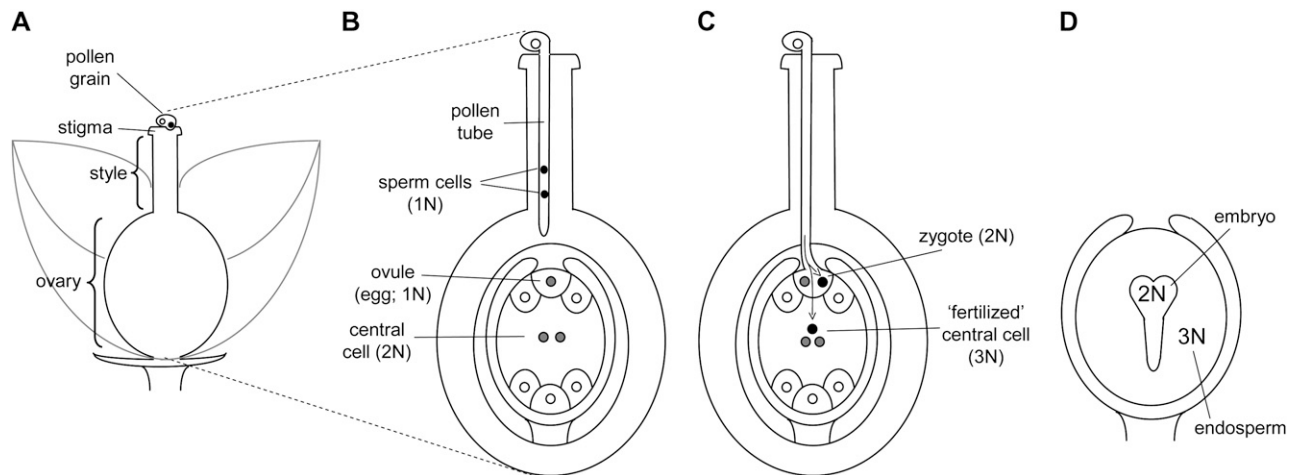 A
pollen
grain
stigma
style
ovary
B
pollen
tube
sperm cells
(1N)
ovule
(egg; 1N)
central
cell (2N)
C
zygote (2N)
'fertilized'
central cell
(3N)
D
embryo
2N
3N
endosperm